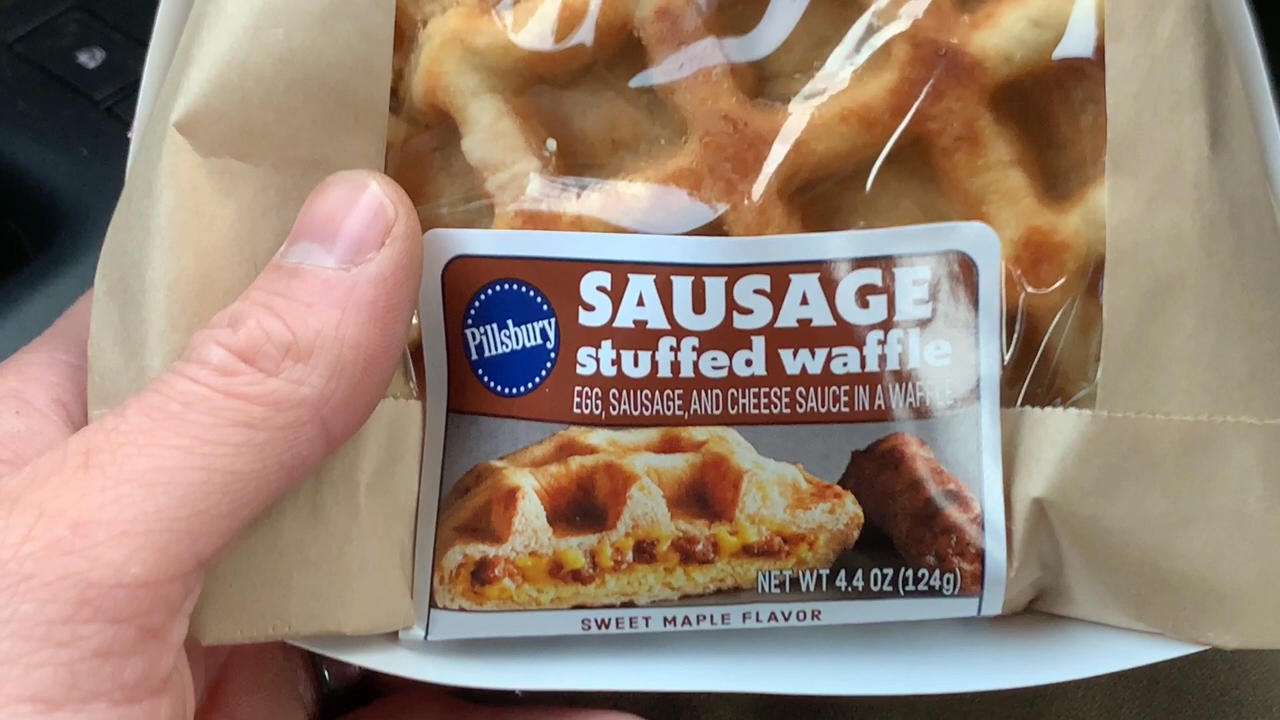 Pillsbury
SAUSAGE
stuffed waffle
EGG, SAUSAGE, AND CHEESE SAUCE IN A WAFFLE
NET WT 4.4 OZ (124g)
SWEET MAPLE FLAVOR